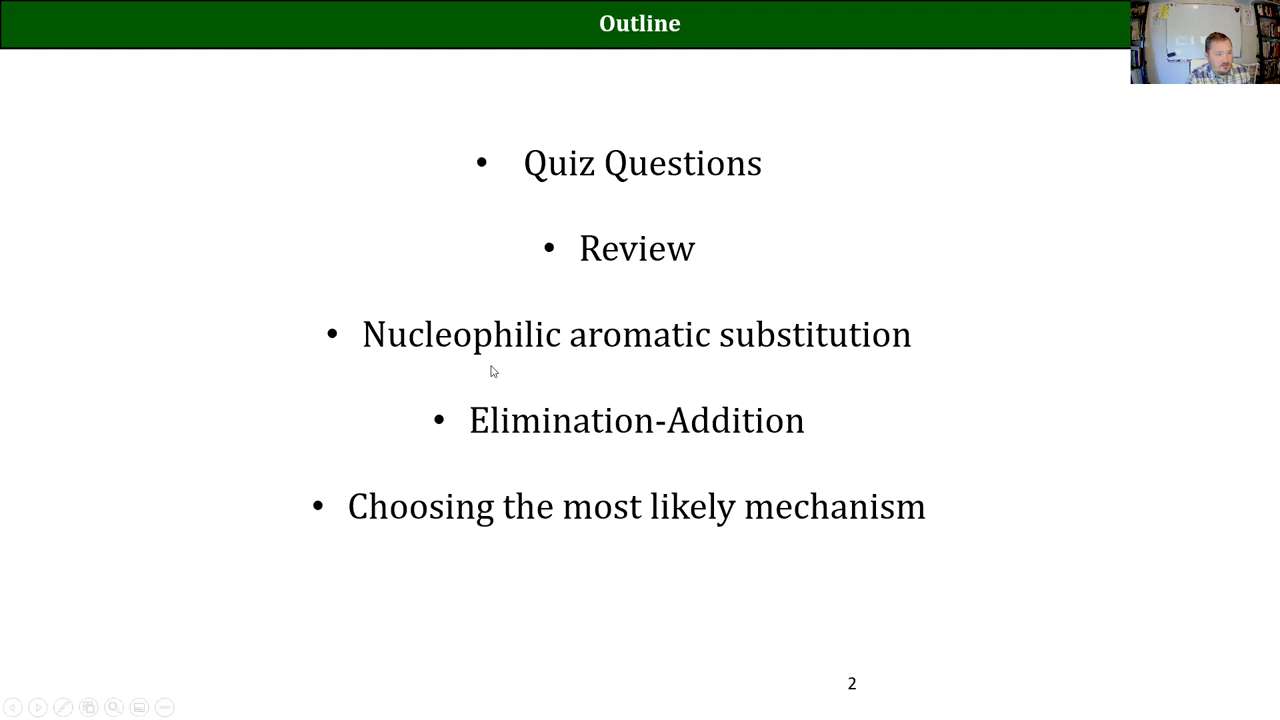 Outline
• Quiz Questions
• Review
• Nucleophilic aromatic substitution
• Elimination-Addition
• Choosing the most likely mechanism
2